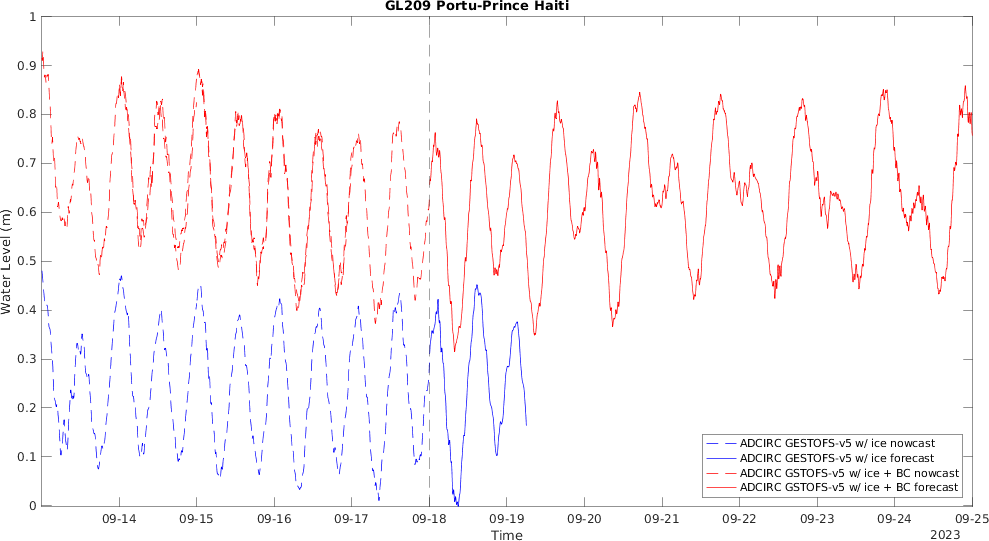 GL209 Portu-Prince Haiti
1
0.9
0.8
0.7
0.6
0.5
0.4
0.3
0.2
0.1
0
Water Level (m)
ADCIRC GESTOFS-v5 w/ ice nowcast
ADCIRC GESTOFS-v5 w/ ice forecast
ADCIRC GSTOFS-v5 w/ ice + BC nowcast
ADCIRC GSTOFS-v5 w/ ice + BC forecast
09-14 09-15 09-16 09-17 09-18 09-19 09-20 09-21 09-22 09-23 09-24 09-25
Time
2023